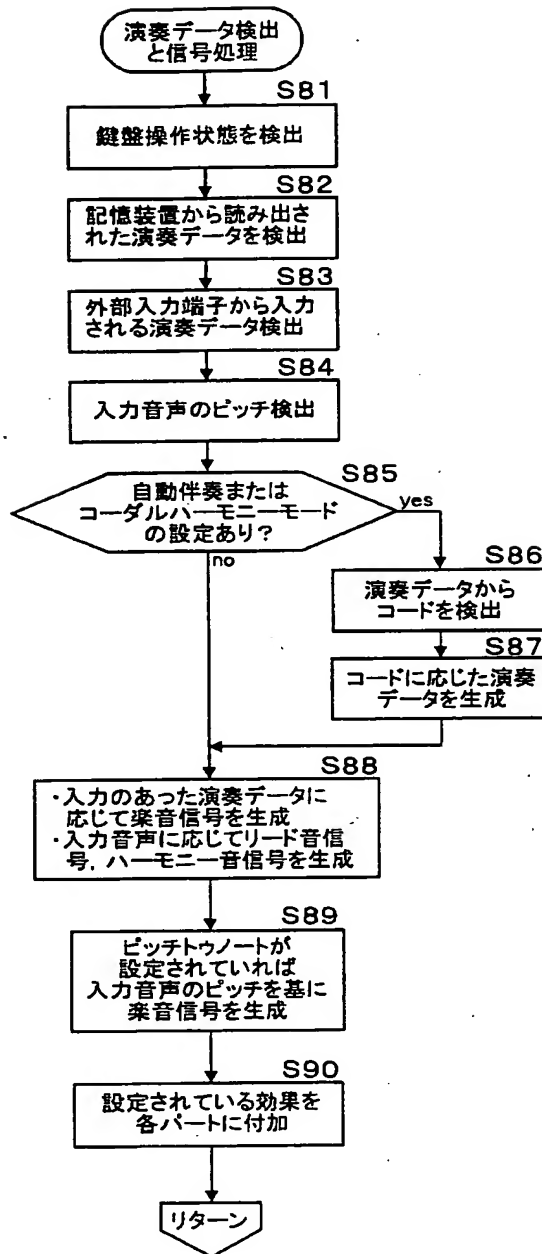 演奏データ検出
と信号処理
S81
鍵盤操作状態を検出
S82
記憶装置から読み出さ
れた演奏データを検出
S83
外部入力端子から入力
される演奏データ検出
S84
入力音声のピッチ検出
S85
自動伴奏または
コーダルハーモニーモード
の設定あり?
yes
no
S86
演奏データから
コードを検出
S87
コードに応じた演奏
データを生成
S88
・入力のあった演奏データに
応じて楽音信号を生成
・入力音声に応じてリード音信
号,ハーモニー音信号を生成
S89
ピッチトゥノートが
設定されていれば
入力音声のピッチを基に
楽音信号を生成
S90
設定されている効果を
各パートに付加
リターン